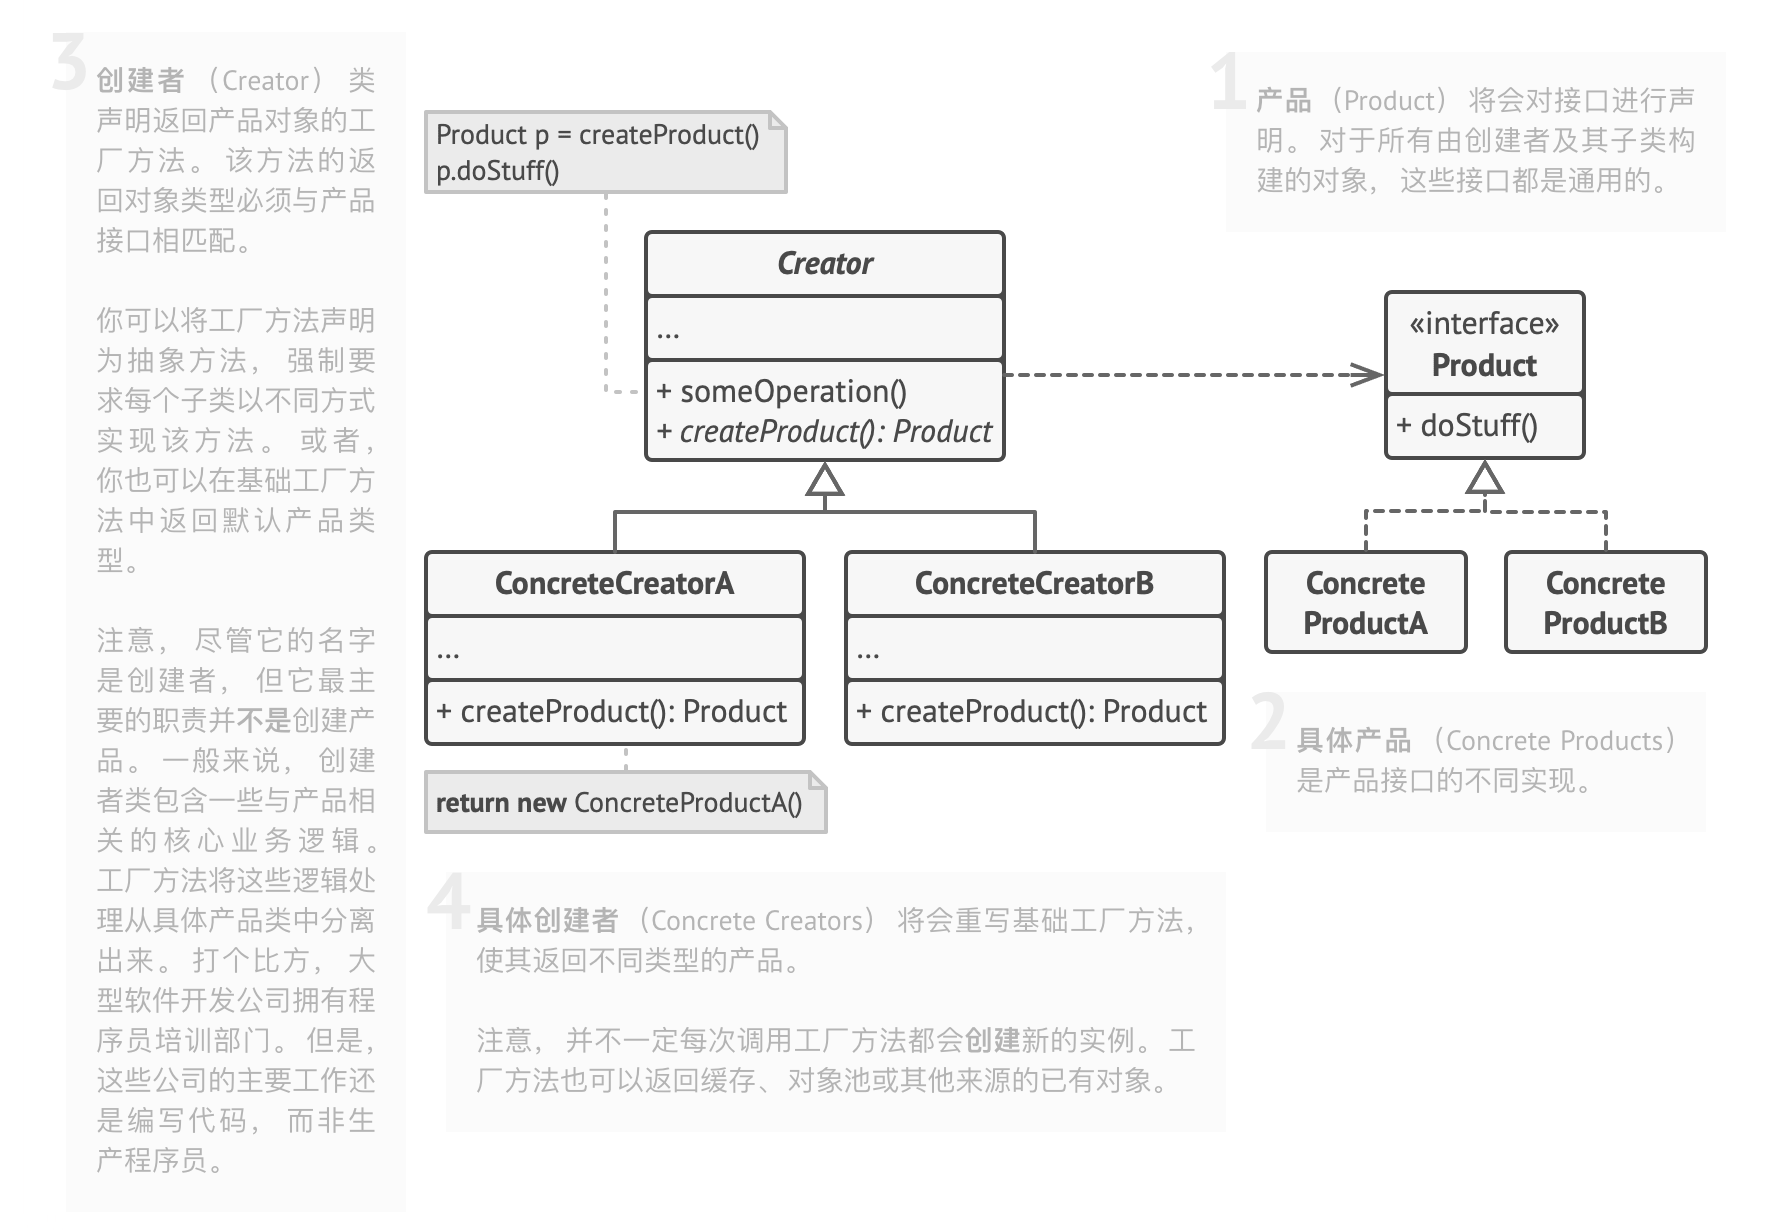 3
创建者 （Creator） 类
声明返回产品对象的工
厂方法。 该方法的返
回对象类型必须与产品
接口相匹配。
你可以将工厂方法声明
为抽象方法， 强制要
求每个子类以不同方式
实现该方法。 或者，
你也可以在基础工厂方
法中返回默认产品类
型。
注意， 尽管它的名字
是创建者， 但它最主
要的职责并不是创建产
品。 一般来说， 创建
者类包含一些与产品相
关的核心业务逻辑。
工厂方法将这些逻辑处
理从具体产品类中分离
出来。 打个比方， 大
型软件开发公司拥有程
序员培训部门。 但是，
这些公司的主要工作还
是编写代码， 而非生
产程序员。
Product p = createProduct()
p.doStuff()
Creator
...
+ someOperation()
+ createProduct(): Product
ConcreteCreatorA
...
+ createProduct(): Product
return new ConcreteProductA()
ConcreteCreatorB
...
+ createProduct(): Product
1
产品 （Product） 将会对接口进行声
明。 对于所有由创建者及其子类构
建的对象， 这些接口都是通用的。
«interface»
Product
+ doStuff()
Concrete
ProductA
Concrete
ProductB
2
具体产品 （Concrete Products）
是产品接口的不同实现。
4
具体创建者 （Concrete Creators） 将会重写基础工厂方法，
使其返回不同类型的产品。
注意， 并不一定每次调用工厂方法都会创建新的实例。 工
厂方法也可以返回缓存、 对象池或其他来源的已有对象。